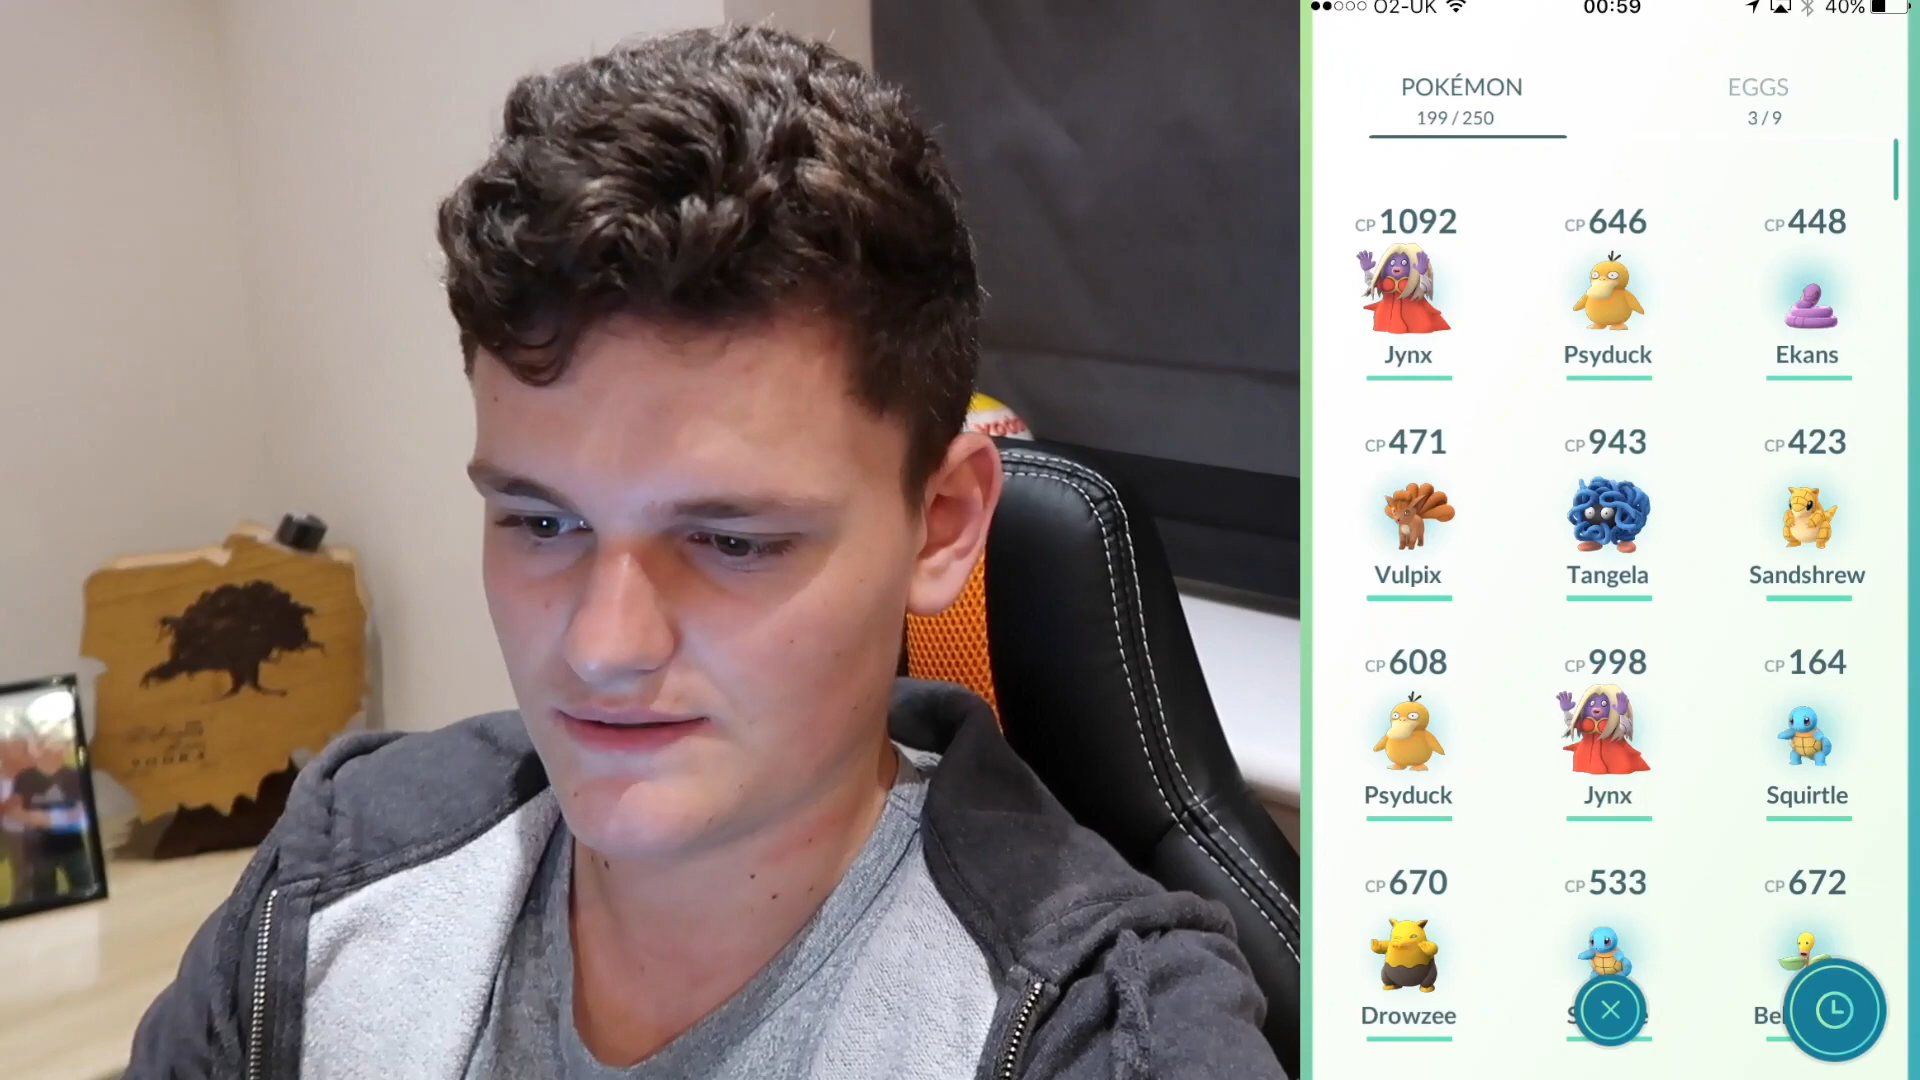 O2-UK 00:59 40%
POKÉMON EGGS
199 / 250 3 / 9
CP 1092 CP 646 CP 448
Jynx Psyduck Ekans
CP 471 CP 943 CP 423
Vulpix Tangela Sandshrew
CP 608 CP 998 CP 164
Psyduck Jynx Squirtle
CP 670 CP 533 CP 672
Drowzee
VODKA